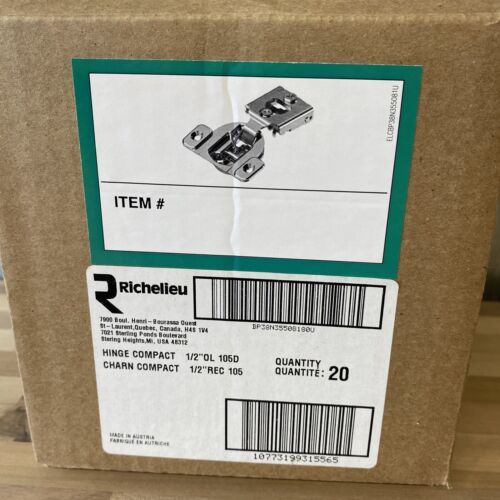 ELCBP38N355081U
ITEM #
Richelieu
7900 Boul. Henri-Bourassa Ouest
St-Laurent,Quebec, Canada, H4S 1V4
7021 Sterling Ponds Boulevard
Stering Heights,Mi, USA 48312
BP38N35508180U
HINGE COMPACT 1/2"OL 105D
CHARN COMPACT 1/2"REC 105
QUANTITY
QUANTITÉ: 20
MADE IN AUSTRIA
FABRIQUÉ EN AUTRICHE
10773199315565